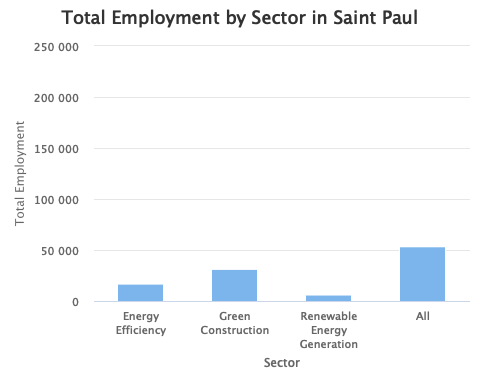 Total Employment by Sector in Saint Paul
250 000
200 000
150 000
100 000
50 000
0
Total Employment
Energy
Efficiency
Green
Construction
Renewable
Energy
Generation
All
Sector